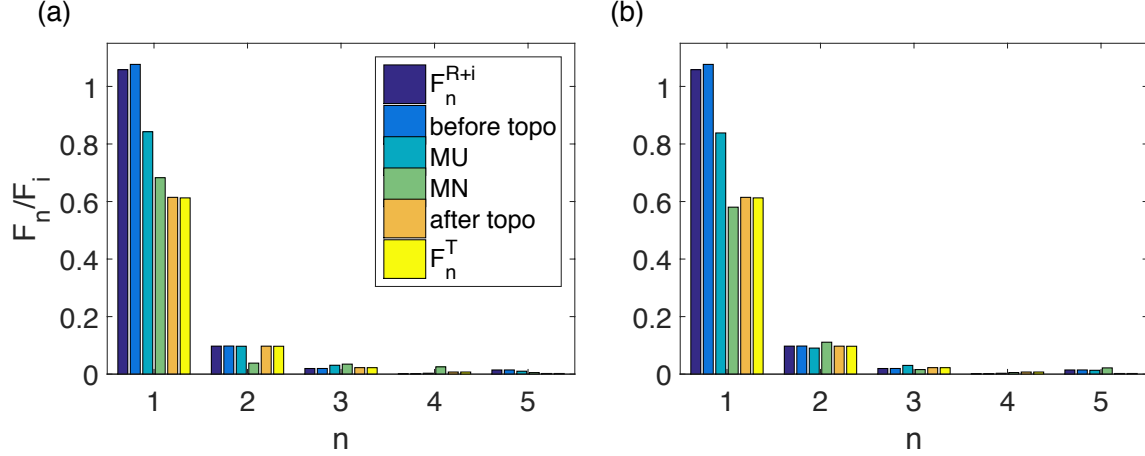 (a)
F_n/F_i
1
0.8
0.6
0.4
0.2
0
F_n^{R+i}
before topo
MU
MN
after topo
F_n^T
1 2 3 4 5
n
(b)
1
0.8
0.6
0.4
0.2
0
1 2 3 4 5
n